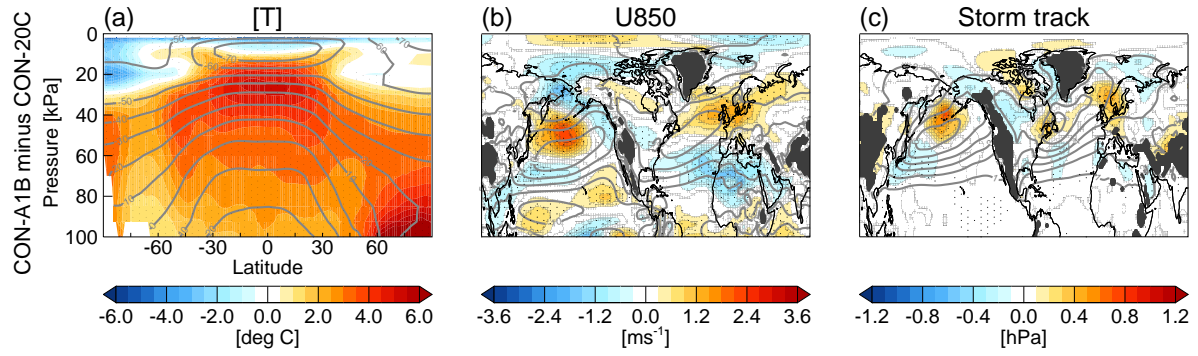 (a) [T]
(b) U850
(c) Storm track
CON-A1B minus CON-20C
Pressure [kPa]
0
20
40
60
80
100
-60 -30 0 30 60
Latitude
-6.0 -4.0 -2.0 0.0 2.0 4.0 6.0
[deg C]
-3.6 -2.4 -1.2 0.0 1.2 2.4 3.6
[ms⁻¹]
-1.2 -0.8 -0.4 0.0 0.4 0.8 1.2
[hPa]